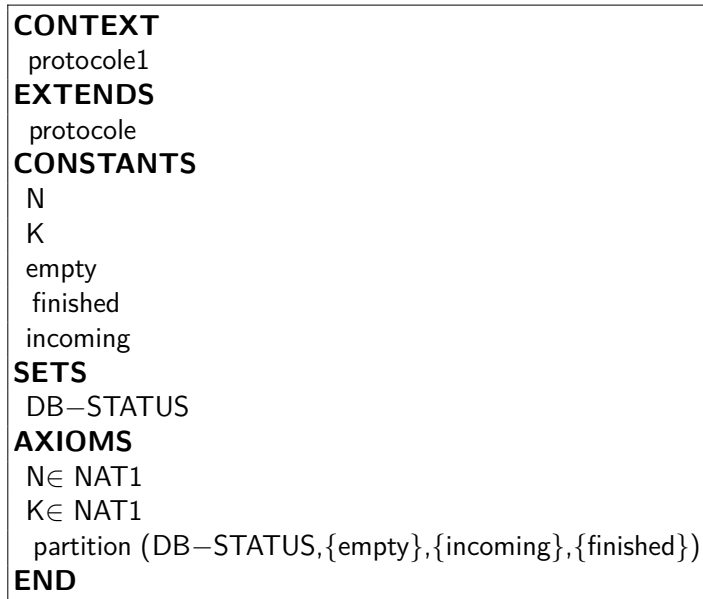 CONTEXT
protocole1
EXTENDS
protocole
CONSTANTS
N
K
empty
finished
incoming
SETS
DB−STATUS
AXIOMS
N∈ NAT1
K∈ NAT1
partition (DB−STATUS,{empty},{incoming},{finished})
END